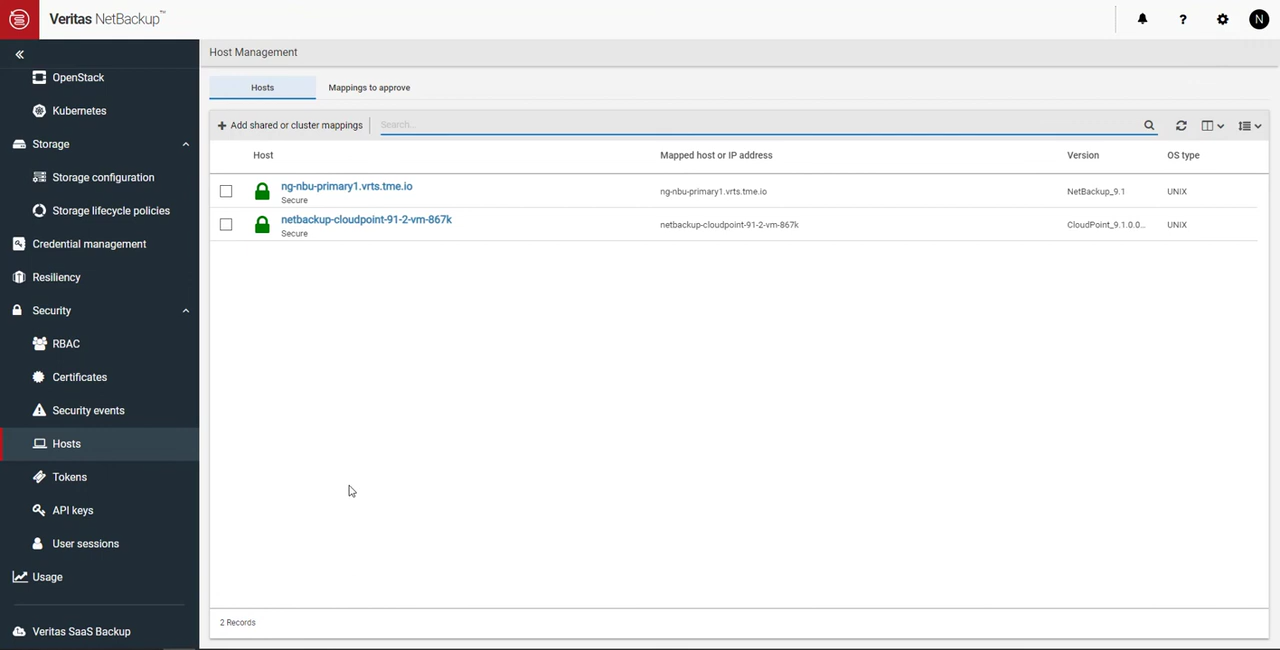 Veritas NetBackup™
N
OpenStack
Kubernetes
Storage
Storage configuration
Storage lifecycle policies
Credential management
Resiliency
Security
RBAC
Certificates
Security events
Hosts
Tokens
API keys
User sessions
Usage
Veritas SaaS Backup
Host Management
Hosts Mappings to approve
Add shared or cluster mappings Search...
Host Mapped host or IP address Version OS type
ng-nbu-primary1.vrts.tme.io ng-nbu-primary1.vrts.tme.io NetBackup_9.1 UNIX
Secure
netbackup-cloudpoint-91-2-vm-867k netbackup-cloudpoint-91-2-vm-867k CloudPoint_9.1.0.0... UNIX
Secure
2 Records